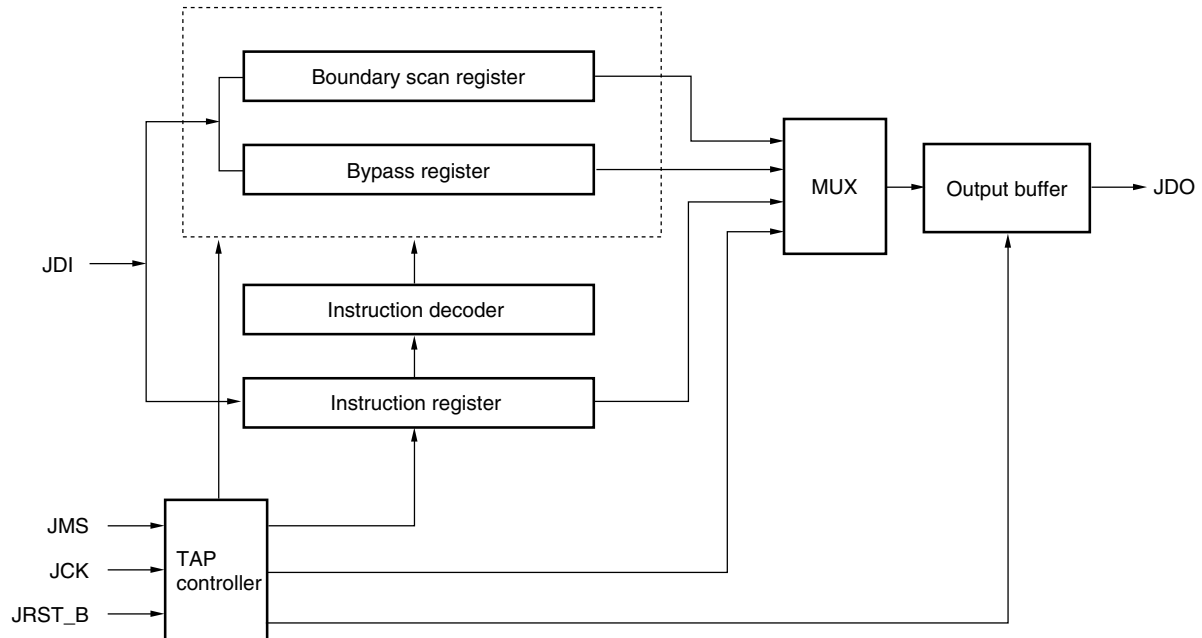 Boundary scan register
Bypass register
MUX
Output buffer
JDO
JDI
Instruction decoder
Instruction register
JMS
JCK
JRST_B
TAP
controller